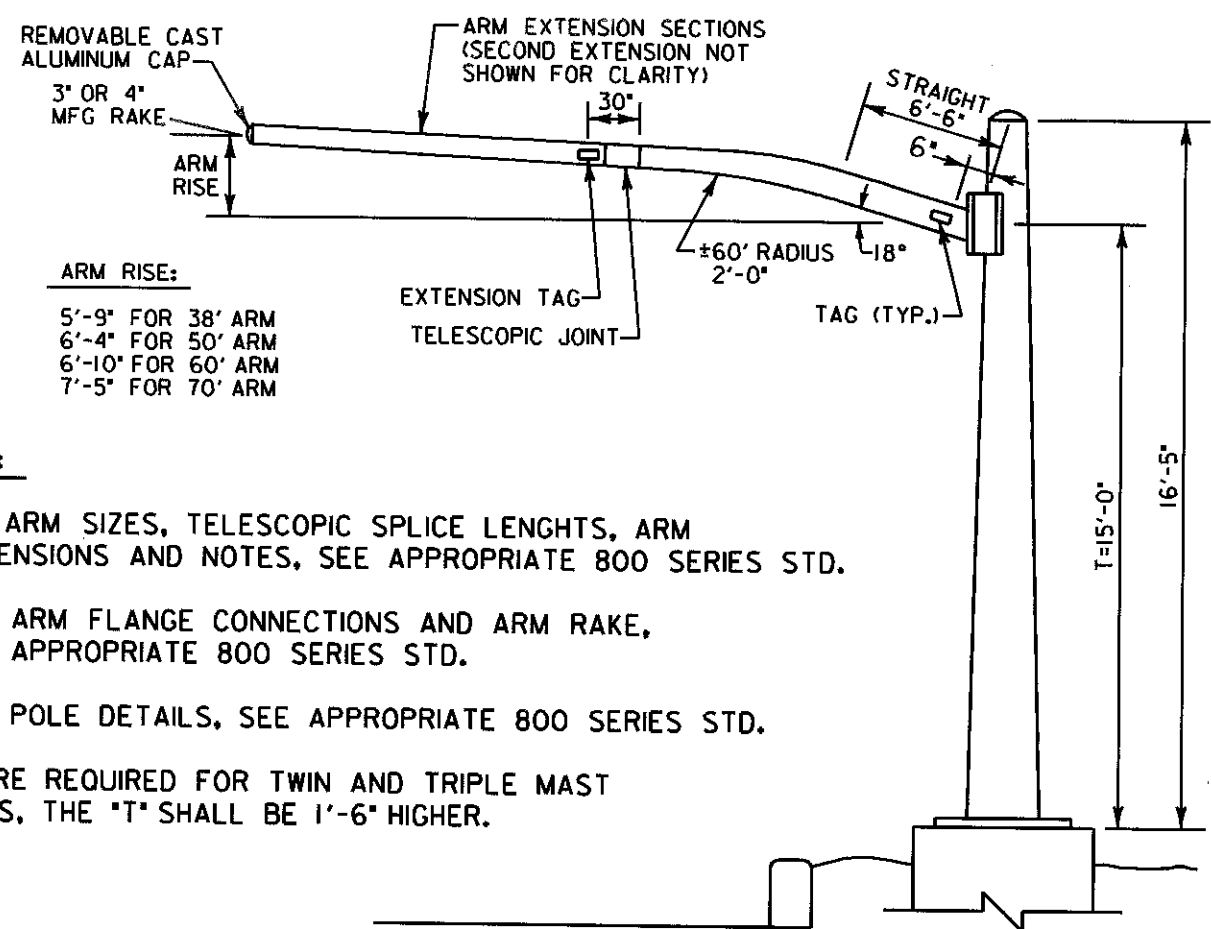 REMOVABLE CAST
ALUMINUM CAP
3" OR 4"
MFG RAKE
ARM
RISE
ARM EXTENSION SECTIONS
(SECOND EXTENSION NOT
SHOWN FOR CLARITY)
30"
STRAIGHT
6'-6"
6"
±60' RADIUS
2'-0"
18°
EXTENSION TAG
TELESCOPIC JOINT
TAG (TYP.)
ARM RISE:
5'-9" FOR 38' ARM
6'-4" FOR 50' ARM
6'-10" FOR 60' ARM
7'-5" FOR 70' ARM
T=15'-0"
16'-5"
:
ARM SIZES, TELESCOPIC SPLICE LENGHTS, ARM
ENSIONS AND NOTES, SEE APPROPRIATE 800 SERIES STD.
ARM FLANGE CONNECTIONS AND ARM RAKE,
APPROPRIATE 800 SERIES STD.
POLE DETAILS, SEE APPROPRIATE 800 SERIES STD.
RE REQUIRED FOR TWIN AND TRIPLE MAST
S, THE "T" SHALL BE 1'-6" HIGHER.